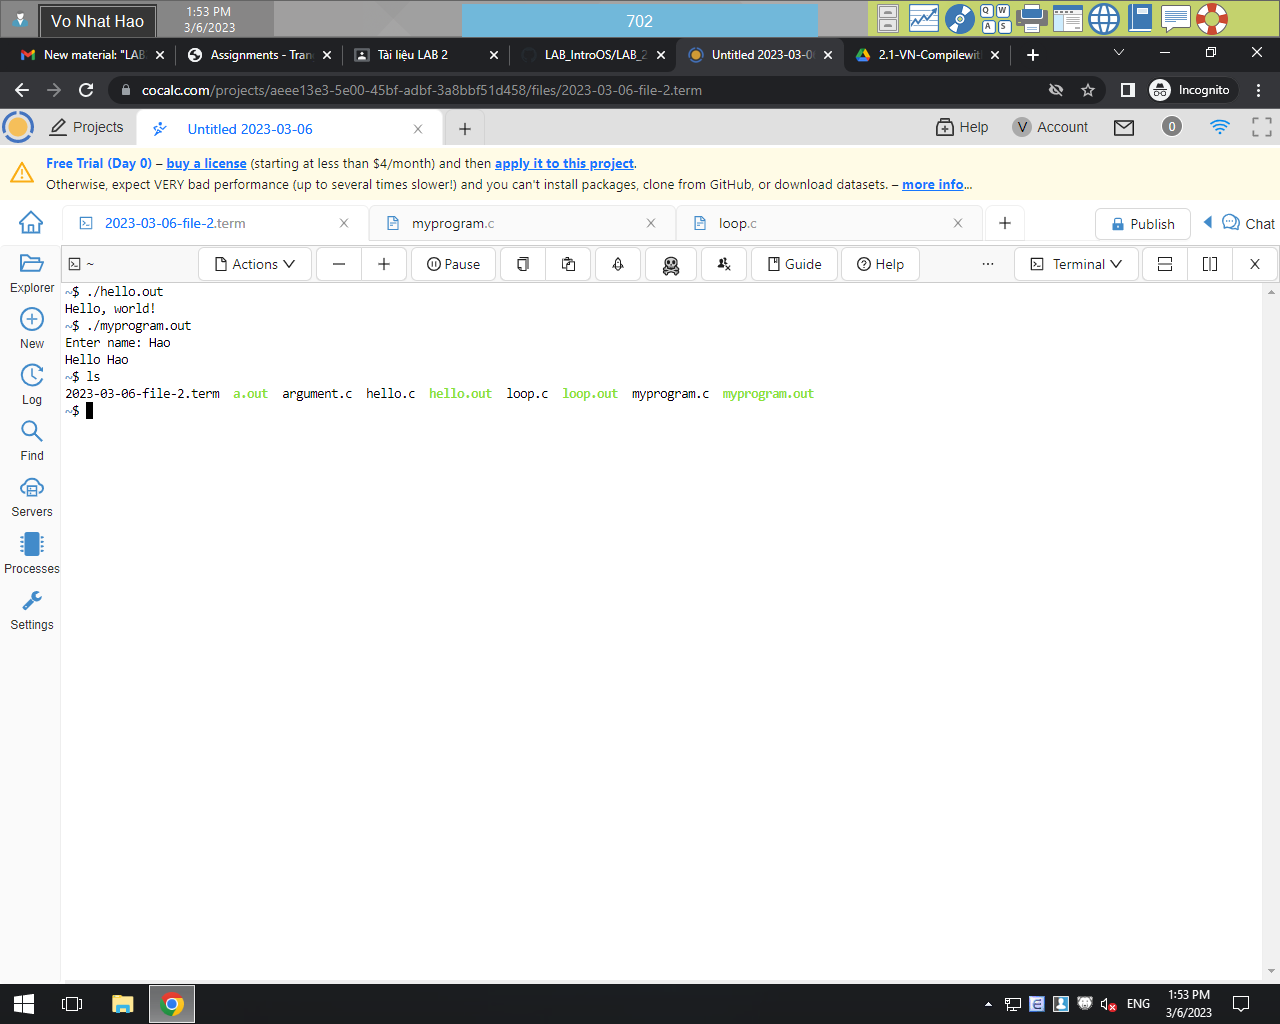 Vo Nhat Hao
1:53 PM
3/6/2023
702
Q W
A S
New material: "LAB
Assignments - Tran
Tài liệu LAB 2
LAB_IntroOS/LAB_2
Untitled 2023-03-0
2.1-VN-Compilewit
cocalc.com/projects/aeee13e3-5e00-45bf-adbf-3a8bbf51d458/files/2023-03-06-file-2.term
Incognito
Projects
Untitled 2023-03-06
Help
V Account
0
Free Trial (Day 0) – buy a license (starting at less than $4/month) and then apply it to this project.
Otherwise, expect VERY bad performance (up to several times slower!) and you can't install packages, clone from GitHub, or download datasets. – more info...
2023-03-06-file-2.term
myprogram.c
loop.c
Publish
Chat
~
Actions
Pause
Guide
Help
Terminal
Explorer
New
Log
Find
Servers
Processes
Settings
~$ ./hello.out
Hello, world!
~$ ./myprogram.out
Enter name: Hao
Hello Hao
~$ ls
2023-03-06-file-2.term a.out argument.c hello.c hello.out loop.c loop.out myprogram.c myprogram.out
~$
ENG
1:53 PM
3/6/2023